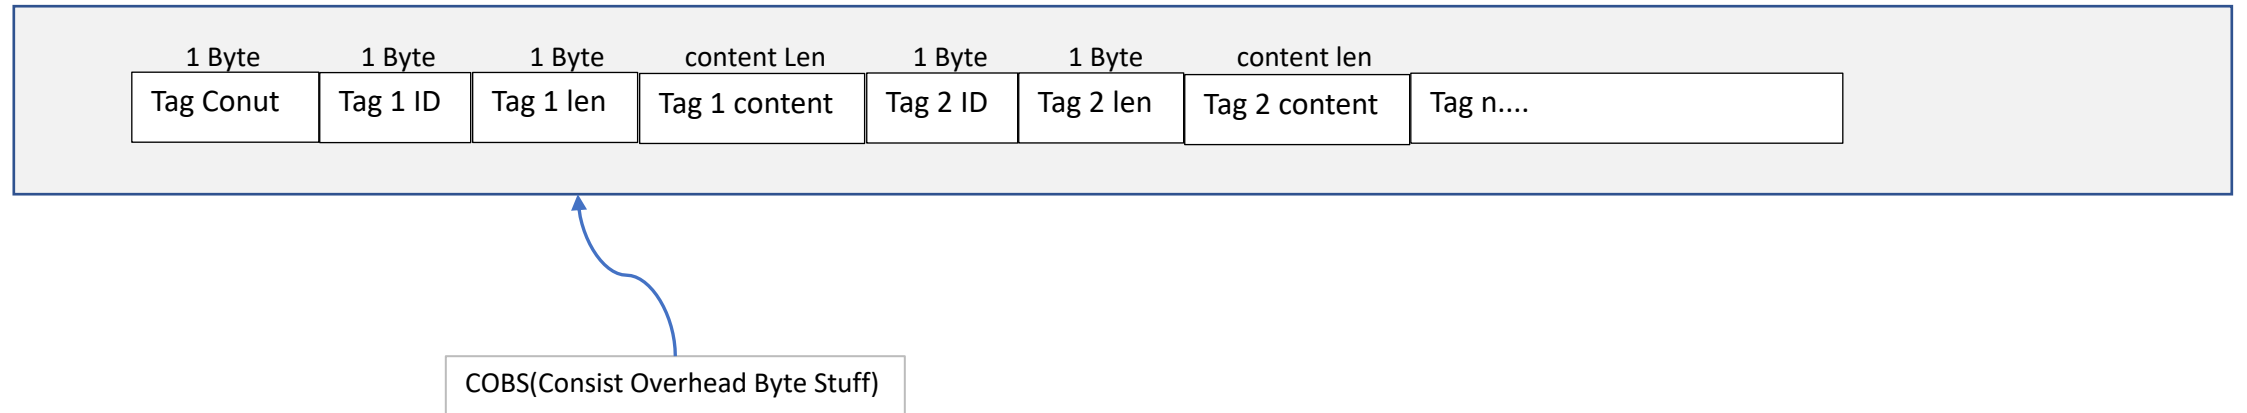 1 Byte 1 Byte 1 Byte content Len 1 Byte 1 Byte content len
Tag Conut Tag 1 ID Tag 1 len Tag 1 content Tag 2 ID Tag 2 len Tag 2 content Tag n....
COBS(Consist Overhead Byte Stuff)